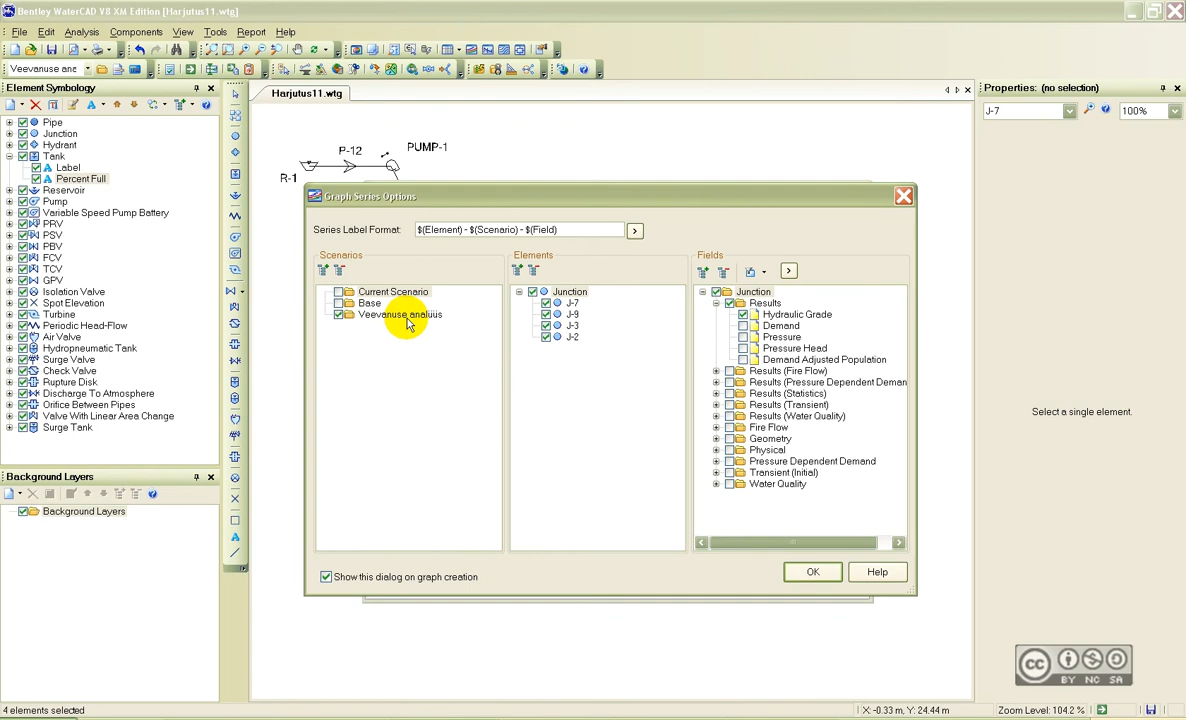 Bentley WaterCAD V8 XM Edition [Harjutus11.wtg]
File Edit Analysis Components View Tools Report Help
Veevanuse ane
Element Symbology
Pipe
Junction
Hydrant
Tank
Label
Percent Full
Reservoir
Pump
Variable Speed Pump Battery
PRV
PSV
PBV
FCV
TCV
GPV
Isolation Valve
Spot Elevation
Turbine
Periodic Head-Flow
Air Valve
Hydropneumatic Tank
Surge Valve
Check Valve
Rupture Disk
Discharge To Atmosphere
Orifice Between Pipes
Valve With Linear Area Change
Surge Tank
Background Layers
Background Layers
Harjutus11.wtg
P-12
PUMP-1
R-1
Graph Series Options
Series Label Format: $(Element) - $(Scenario) - $(Field) >
Scenarios
Current Scenario
Base
Veevanuse analüüs
Elements
Junction
J-7
J-9
J-3
J-2
Fields
>
Junction
Results
Hydraulic Grade
Demand
Pressure
Pressure Head
Demand Adjusted Population
Results (Fire Flow)
Results (Pressure Dependent Deman
Results (Statistics)
Results (Transient)
Results (Water Quality)
Fire Flow
Geometry
Physical
Pressure Dependent Demand
Transient (Initial)
Water Quality
Show this dialog on graph creation
OK Help
Properties: (no selection)
J-7 100%
Select a single element.
CC BY NC SA
4 elements selected
X: -0.33 m, Y: 24.44 m
Zoom Level: 104.2 %